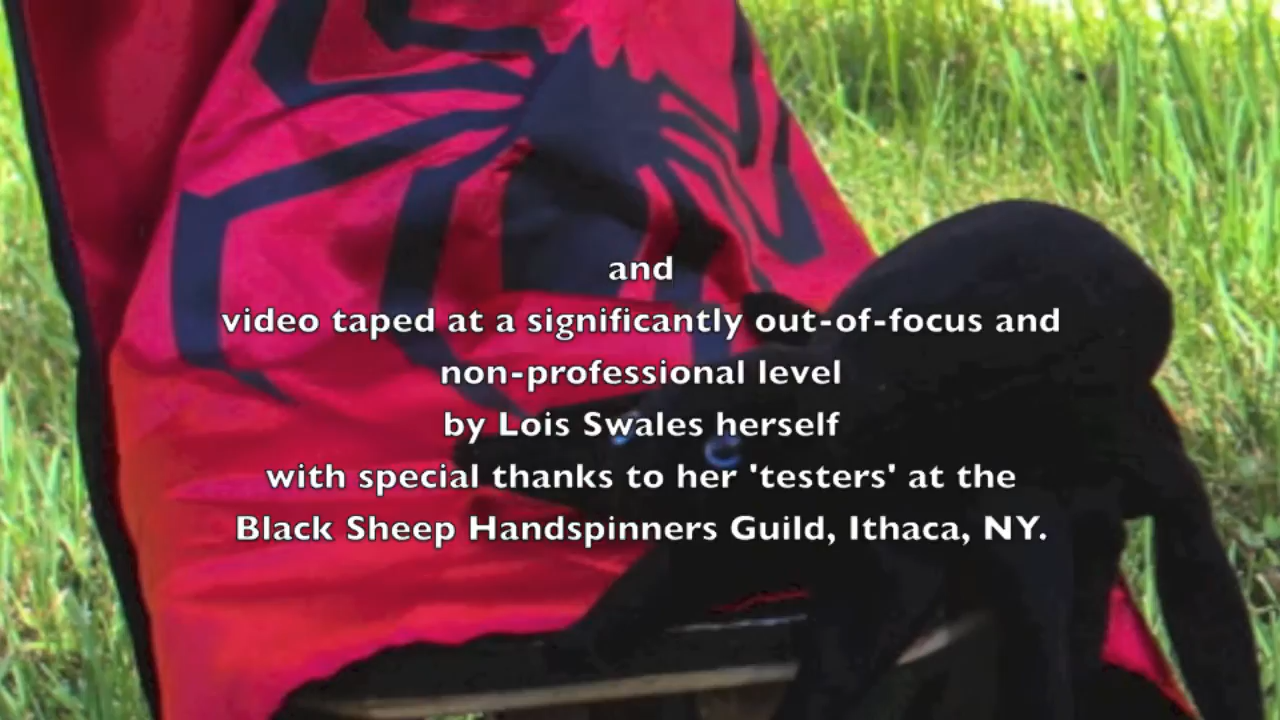 and
video taped at a significantly out-of-focus and
non-professional level
by Lois Swales herself
with special thanks to her 'testers' at the
Black Sheep Handspinners Guild, Ithaca, NY.